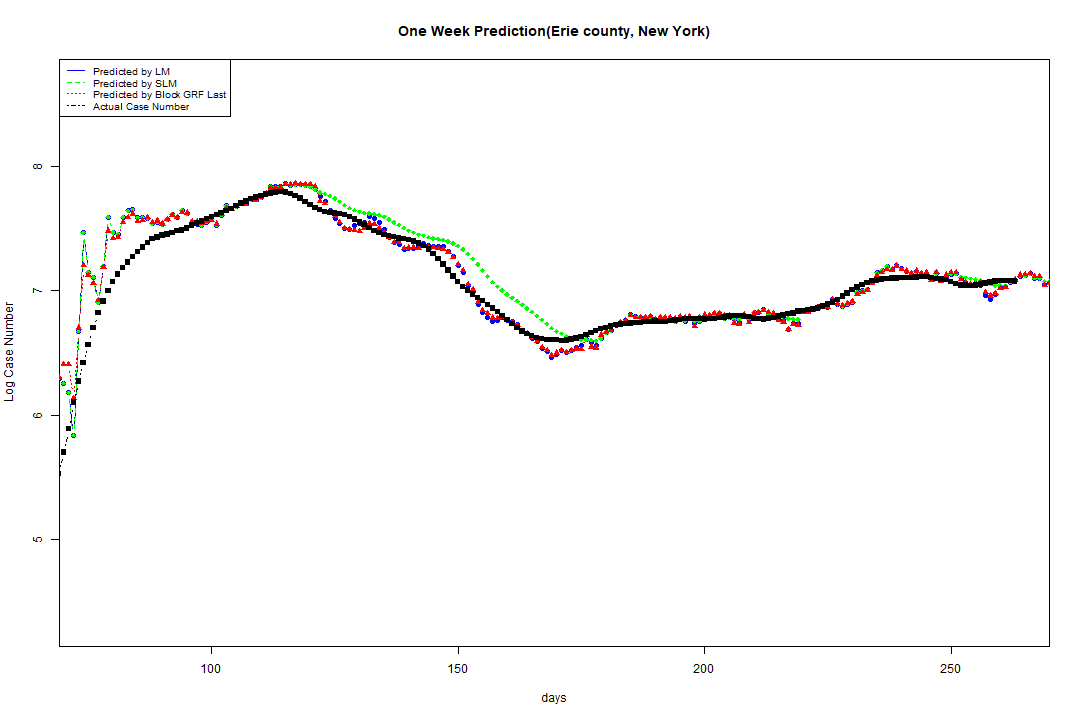 One Week Prediction(Erie county, New York)
Predicted by LM
Predicted by SLM
Predicted by Block GRF Last
Actual Case Number
8
7
6
5
Log Case Number
100 150 200 250
days